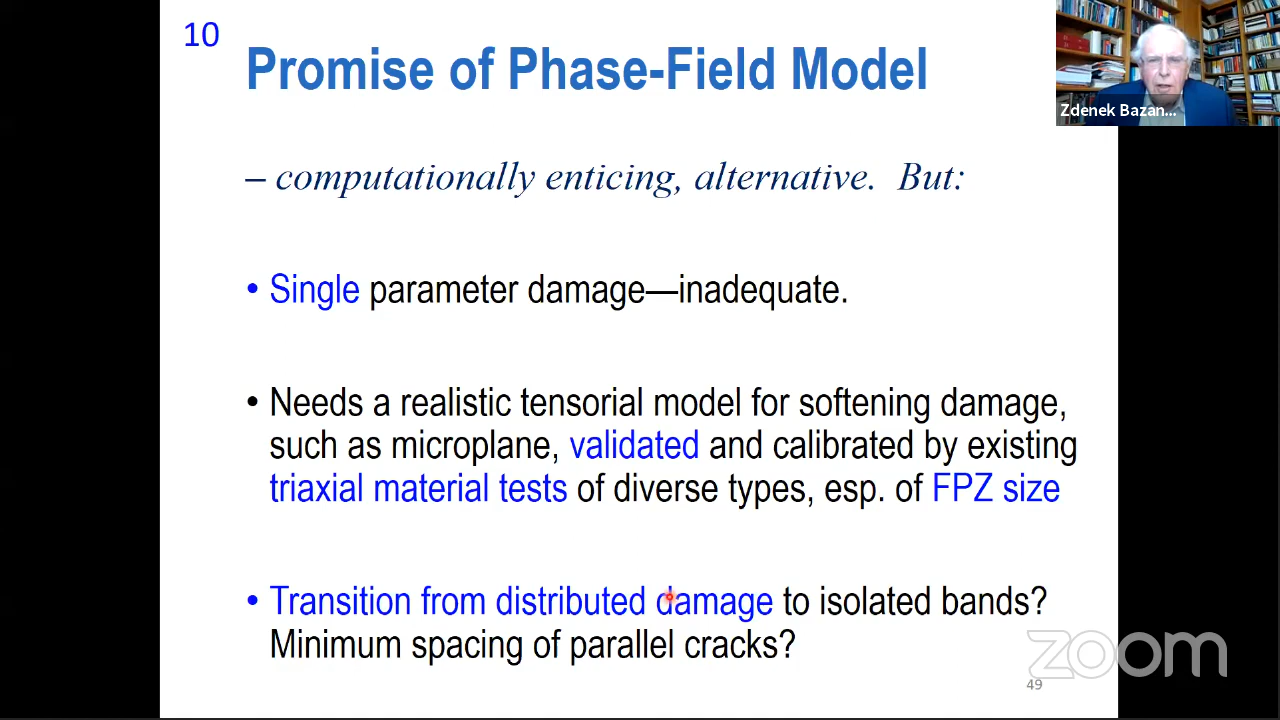 10
Promise of Phase-Field Model
Zdenek Bazan...
– computationally enticing, alternative. But:
• Single parameter damage—inadequate.
• Needs a realistic tensorial model for softening damage,
such as microplane, validated and calibrated by existing
triaxial material tests of diverse types, esp. of FPZ size
• Transition from distributed damage to isolated bands?
Minimum spacing of parallel cracks?
zoom
49